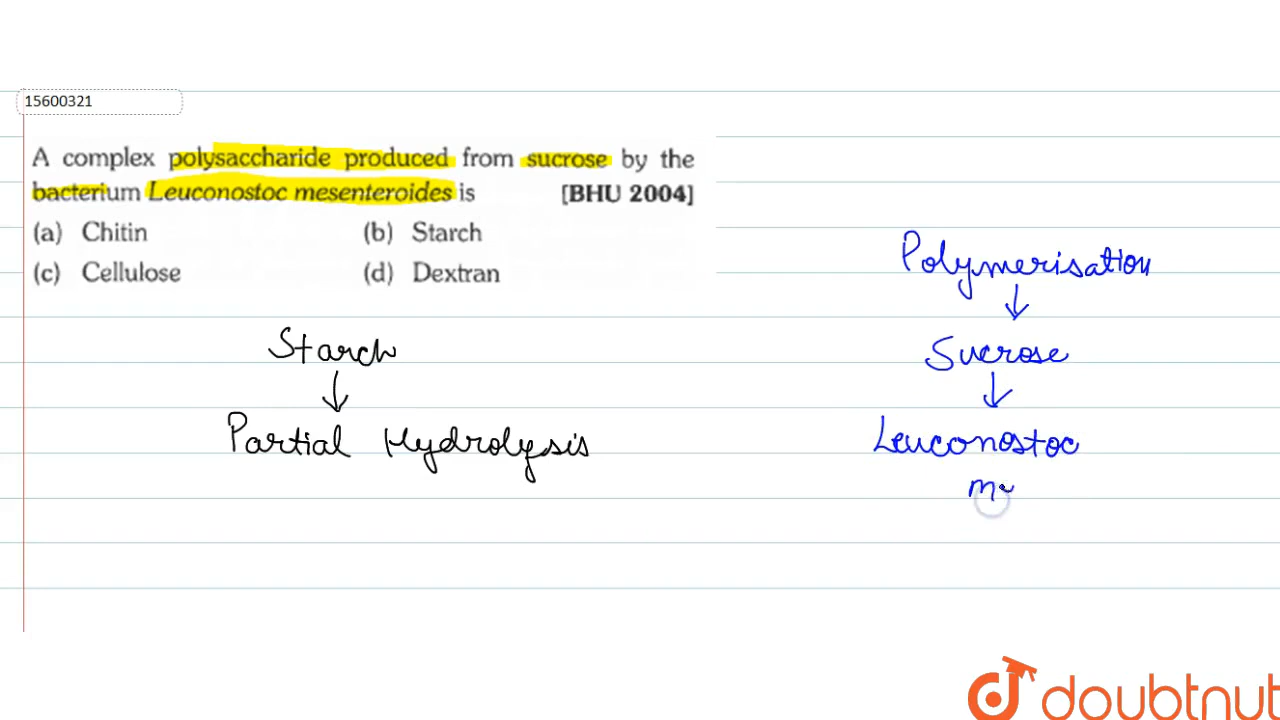 15600321
A complex polysaccharide produced from sucrose by the
bacterium Leuconostoc mesenteroides is [BHU 2004]
(a) Chitin (b) Starch
(c) Cellulose (d) Dextran
Starch
Partial Hydrolysis
Polymerisation
Sucrose
Leuconostoc
doubtnut